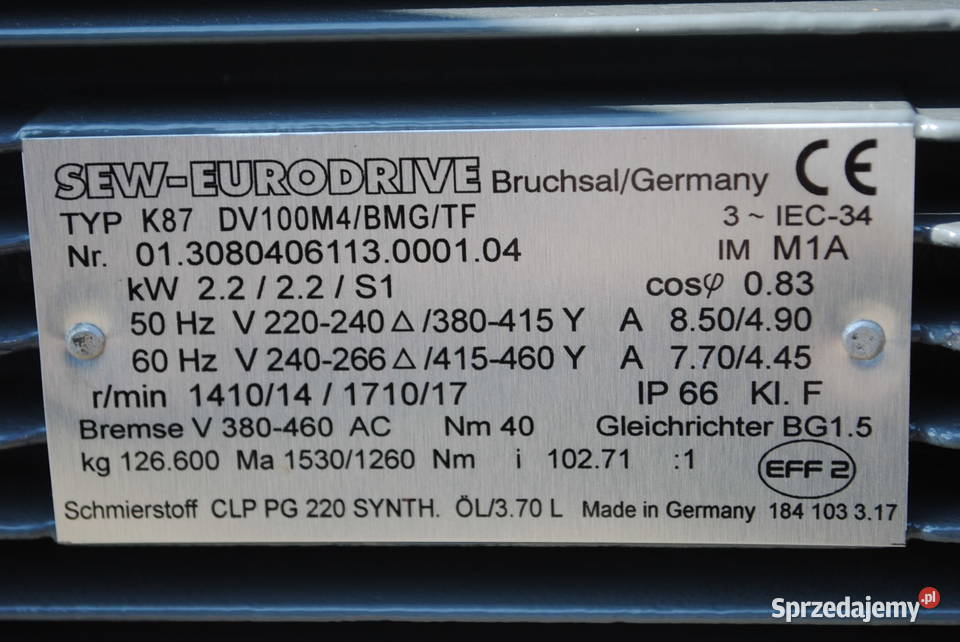 SEW-EURODRIVE Bruchsal/Germany CE
TYP K87 DV100M4/BMG/TF 3 ~ IEC-34
Nr. 01.3080406113.0001.04 IM M1A
kW 2.2 / 2.2 / S1 cosφ 0.83
50 Hz V 220-240 Δ /380-415 Y A 8.50/4.90
60 Hz V 240-266 Δ /415-460 Y A 7.70/4.45
r/min 1410/14 / 1710/17 IP 66 Kl. F
Bremse V 380-460 AC Nm 40 Gleichrichter BG1.5
kg 126.600 Ma 1530/1260 Nm i 102.71 :1
EFF 2
Schmierstoff CLP PG 220 SYNTH. ÖL/3.70 L Made in Germany 184 103 3.17
Sprzedajemy .pl